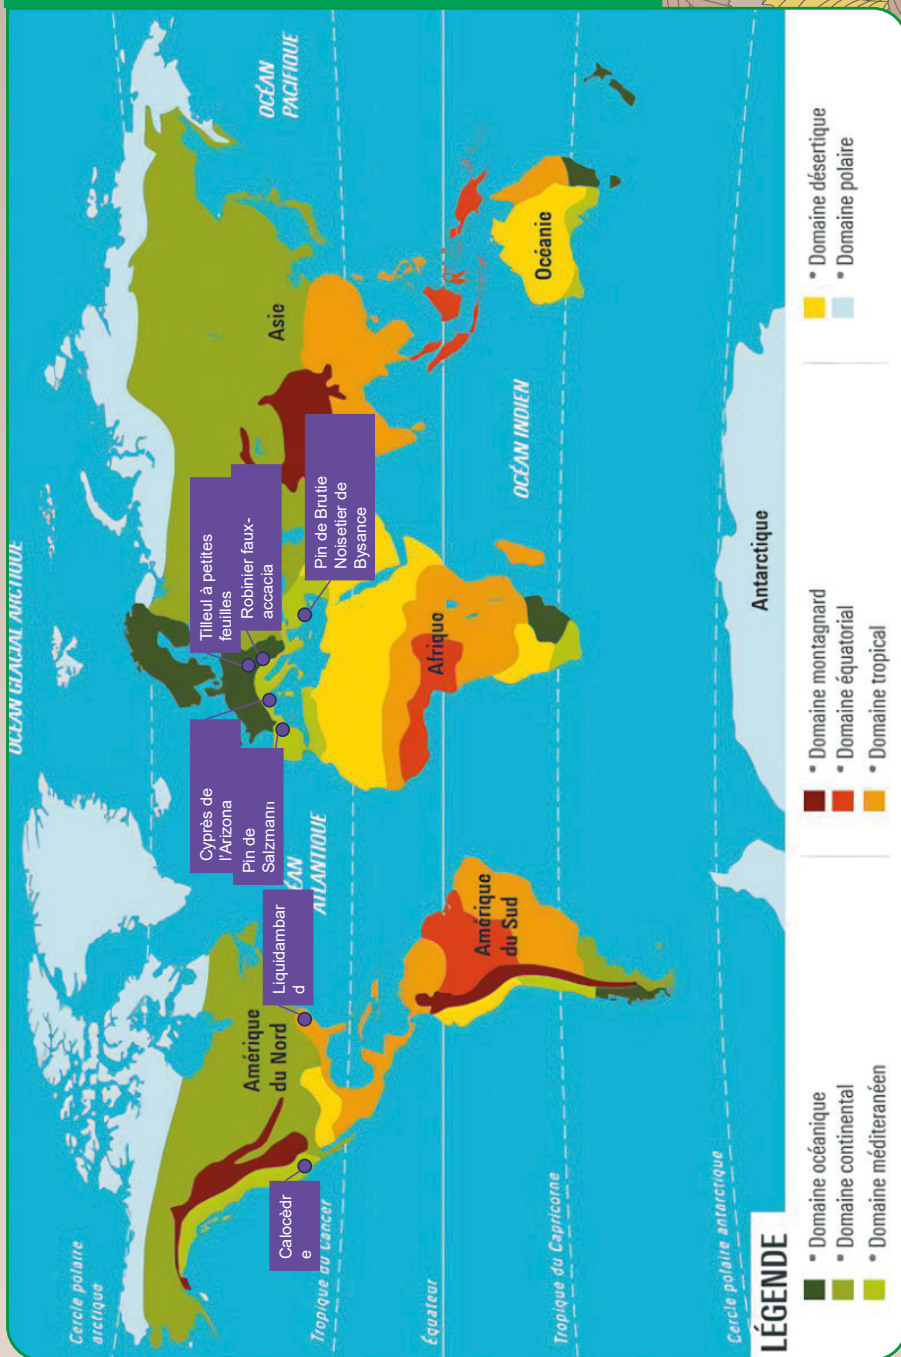 OCÉAN GLACIAL ARCTIQUE
Cercle polaire
arctique
OCÉAN
PACIFIQUE
Asie
Tilleul à petites
feuilles
Robinier faux-
accacia
Pin de Brutie
Noisetier de
Bysance
Cyprès de
l'Arizona
Pin de
Salzmann
ÉAN
ATLANTIQUE
Liquidambar
d
Amérique
du Nord
Calocèdr
e
Tropique du Cancer
Équateur
Afrique
Amérique
du Sud
OCÉAN INDIEN
Océanie
Tropique du Capricorne
Cercle polaire antarctique
Antarctique
LÉGENDE
• Domaine océanique
• Domaine continental
• Domaine méditeranéen
• Domaine montagnard
• Domaine équatorial
• Domaine tropical
• Domaine désertique
• Domaine polaire